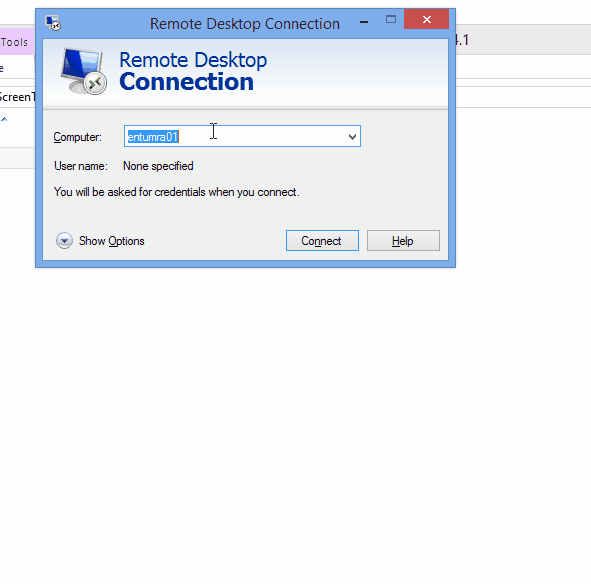 Remote Desktop Connection
Tools
4.1
Remote Desktop
Connection
e
ScreenT
Computer:
entumra01
User name:
None specified
You will be asked for credentials when you connect.
Show Options
Connect
Help